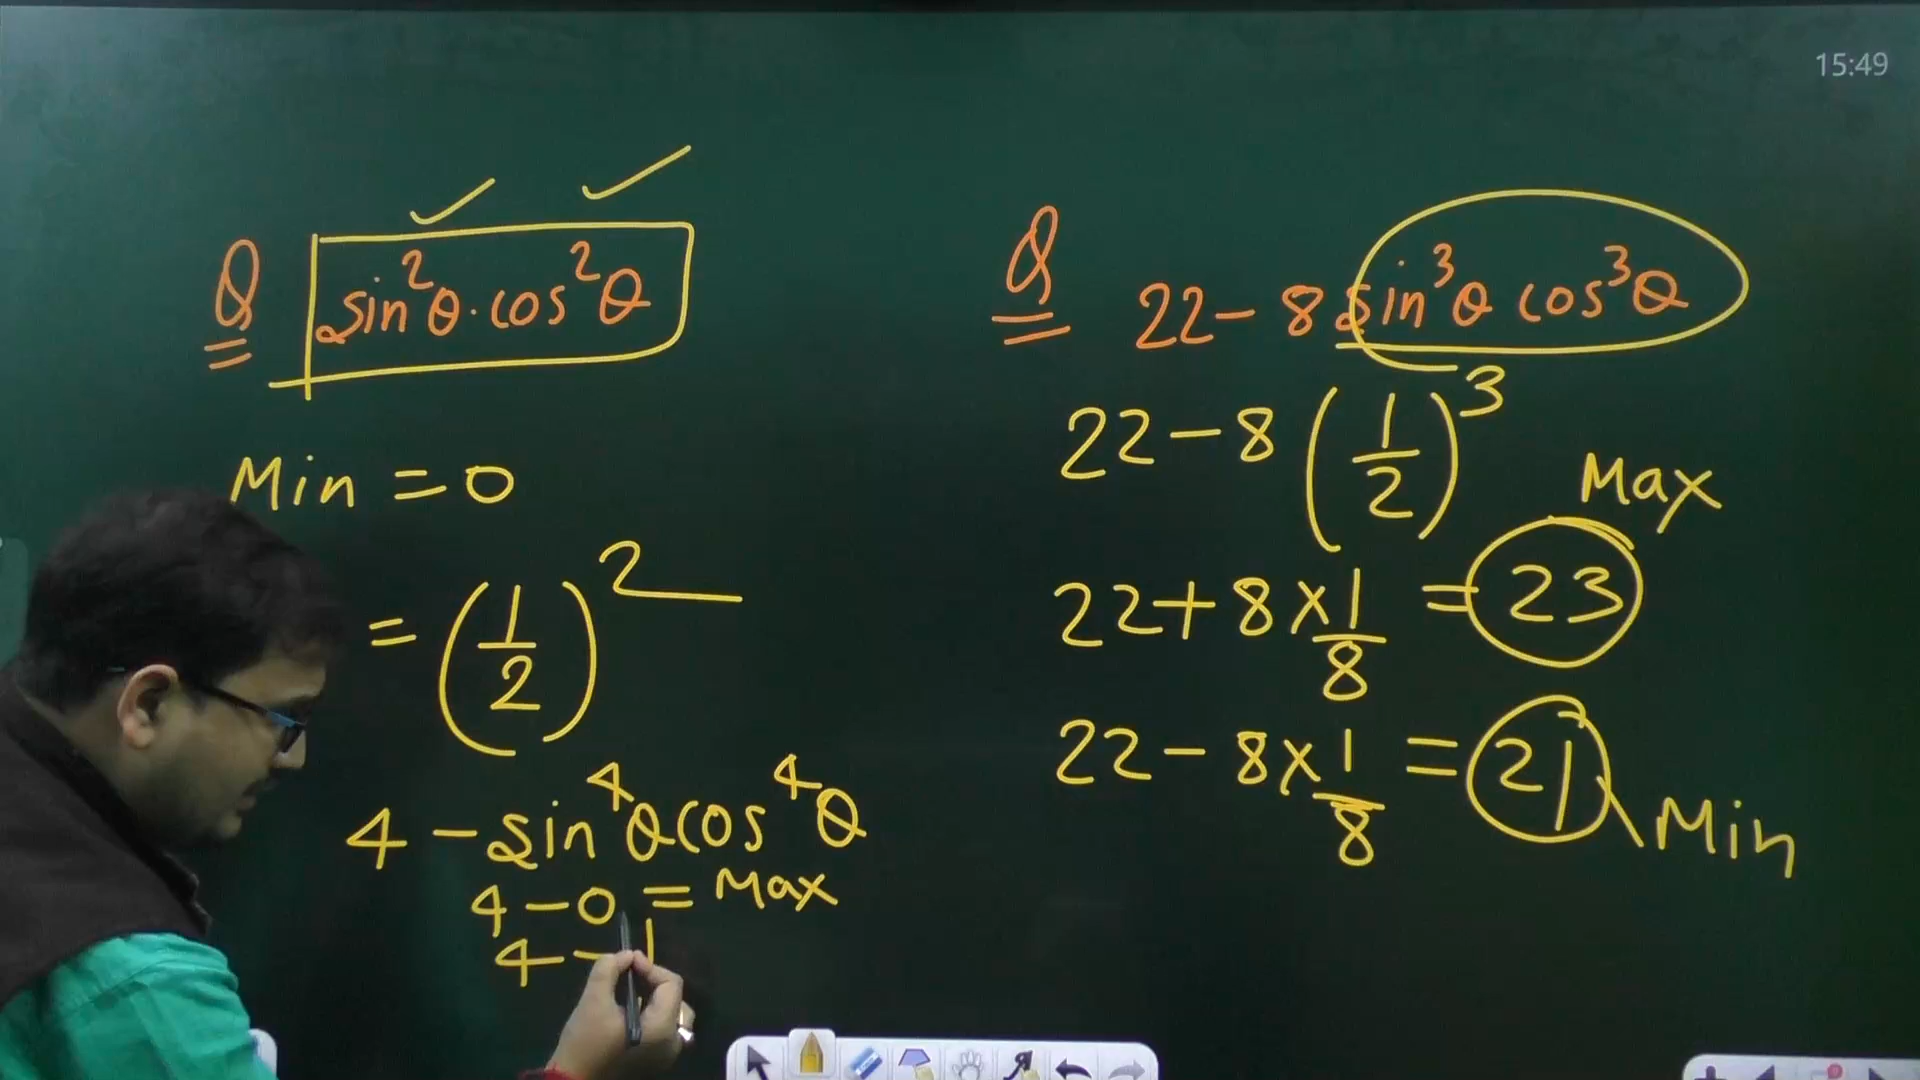 15:49
Q sin²θ·cos²θ
Min = 0
= (1/2)²
4 - sin⁴θ cos⁴θ
4 - 0 = Max
4 - 1
Q 22 - 8 sin³θ cos³θ
22 - 8 (1/2)³
Max
22 + 8 × 1/8 = 23
22 - 8 × 1/8 = 21
Min